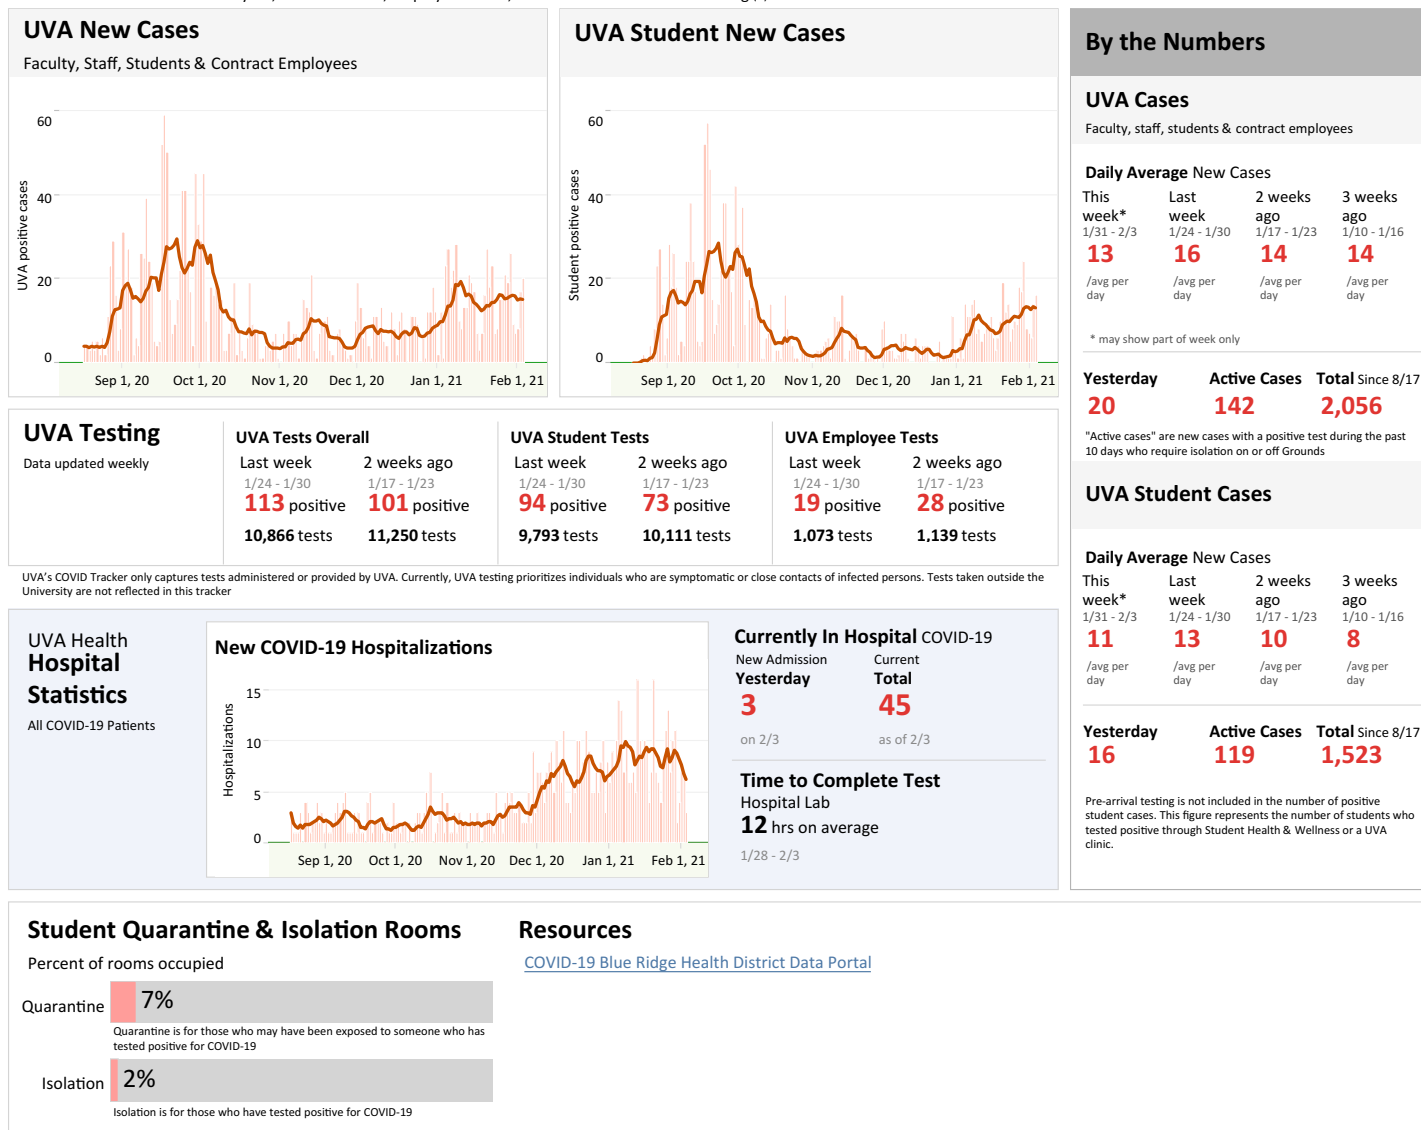 UVA New Cases
Faculty, Staff, Students & Contract Employees
60
40
20
0
UVA positive cases
Sep 1, 20 Oct 1, 20 Nov 1, 20 Dec 1, 20 Jan 1, 21 Feb 1, 21
UVA Student New Cases
60
40
20
0
Student positive cases
Sep 1, 20 Oct 1, 20 Nov 1, 20 Dec 1, 20 Jan 1, 21 Feb 1, 21
By the Numbers
UVA Cases
Faculty, staff, students & contract employees
Daily Average New Cases
This Last 2 weeks 3 weeks
week* week ago ago
1/31 - 2/3 1/24 - 1/30 1/17 - 1/23 1/10 - 1/16
13 16 14 14
/avg per /avg per /avg per /avg per
day day day day
* may show part of week only
Yesterday Active Cases Total Since 8/17
20 142 2,056
"Active cases" are new cases with a positive test during the past
10 days who require isolation on or off Grounds
UVA Student Cases
Daily Average New Cases
This Last 2 weeks 3 weeks
week* week ago ago
1/31 - 2/3 1/24 - 1/30 1/17 - 1/23 1/10 - 1/16
11 13 10 8
/avg per /avg per /avg per /avg per
day day day day
Yesterday Active Cases Total Since 8/17
16 119 1,523
Pre-arrival testing is not included in the number of positive
student cases. This figure represents the number of students who
tested positive through Student Health & Wellness or a UVA
clinic.
UVA Testing
Data updated weekly
UVA Tests Overall
Last week 2 weeks ago
1/24 - 1/30 1/17 - 1/23
113 positive 101 positive
10,866 tests 11,250 tests
UVA Student Tests
Last week 2 weeks ago
1/24 - 1/30 1/17 - 1/23
94 positive 73 positive
9,793 tests 10,111 tests
UVA Employee Tests
Last week 2 weeks ago
1/24 - 1/30 1/17 - 1/23
19 positive 28 positive
1,073 tests 1,139 tests
UVA's COVID Tracker only captures tests administered or provided by UVA. Currently, UVA testing prioritizes individuals who are symptomatic or close contacts of infected persons. Tests taken outside the
University are not reflected in this tracker
UVA Health
Hospital
Statistics
All COVID-19 Patients
New COVID-19 Hospitalizations
15
10
5
0
Hospitalizations
Sep 1, 20 Oct 1, 20 Nov 1, 20 Dec 1, 20 Jan 1, 21 Feb 1, 21
Currently In Hospital COVID-19
New Admission Current
Yesterday Total
3 45
on 2/3 as of 2/3
Time to Complete Test
Hospital Lab
12 hrs on average
1/28 - 2/3
Student Quarantine & Isolation Rooms
Percent of rooms occupied
Quarantine 7%
Quarantine is for those who may have been exposed to someone who has
tested positive for COVID-19
Isolation 2%
Isolation is for those who have tested positive for COVID-19
Resources
COVID-19 Blue Ridge Health District Data Portal